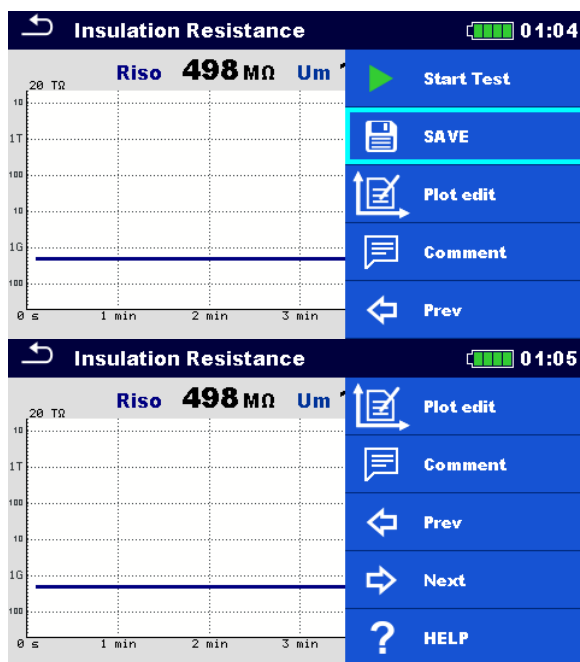 Insulation Resistance 01:04
Riso 498 MΩ Um
20 TΩ
10
1T
100
10
1G
100
0 s 1 min 2 min 3 min
Start Test
SAVE
Plot edit
Comment
Prev
Insulation Resistance 01:05
Riso 498 MΩ Um
20 TΩ
10
1T
100
10
1G
100
0 s 1 min 2 min 3 min
Plot edit
Comment
Prev
Next
? HELP